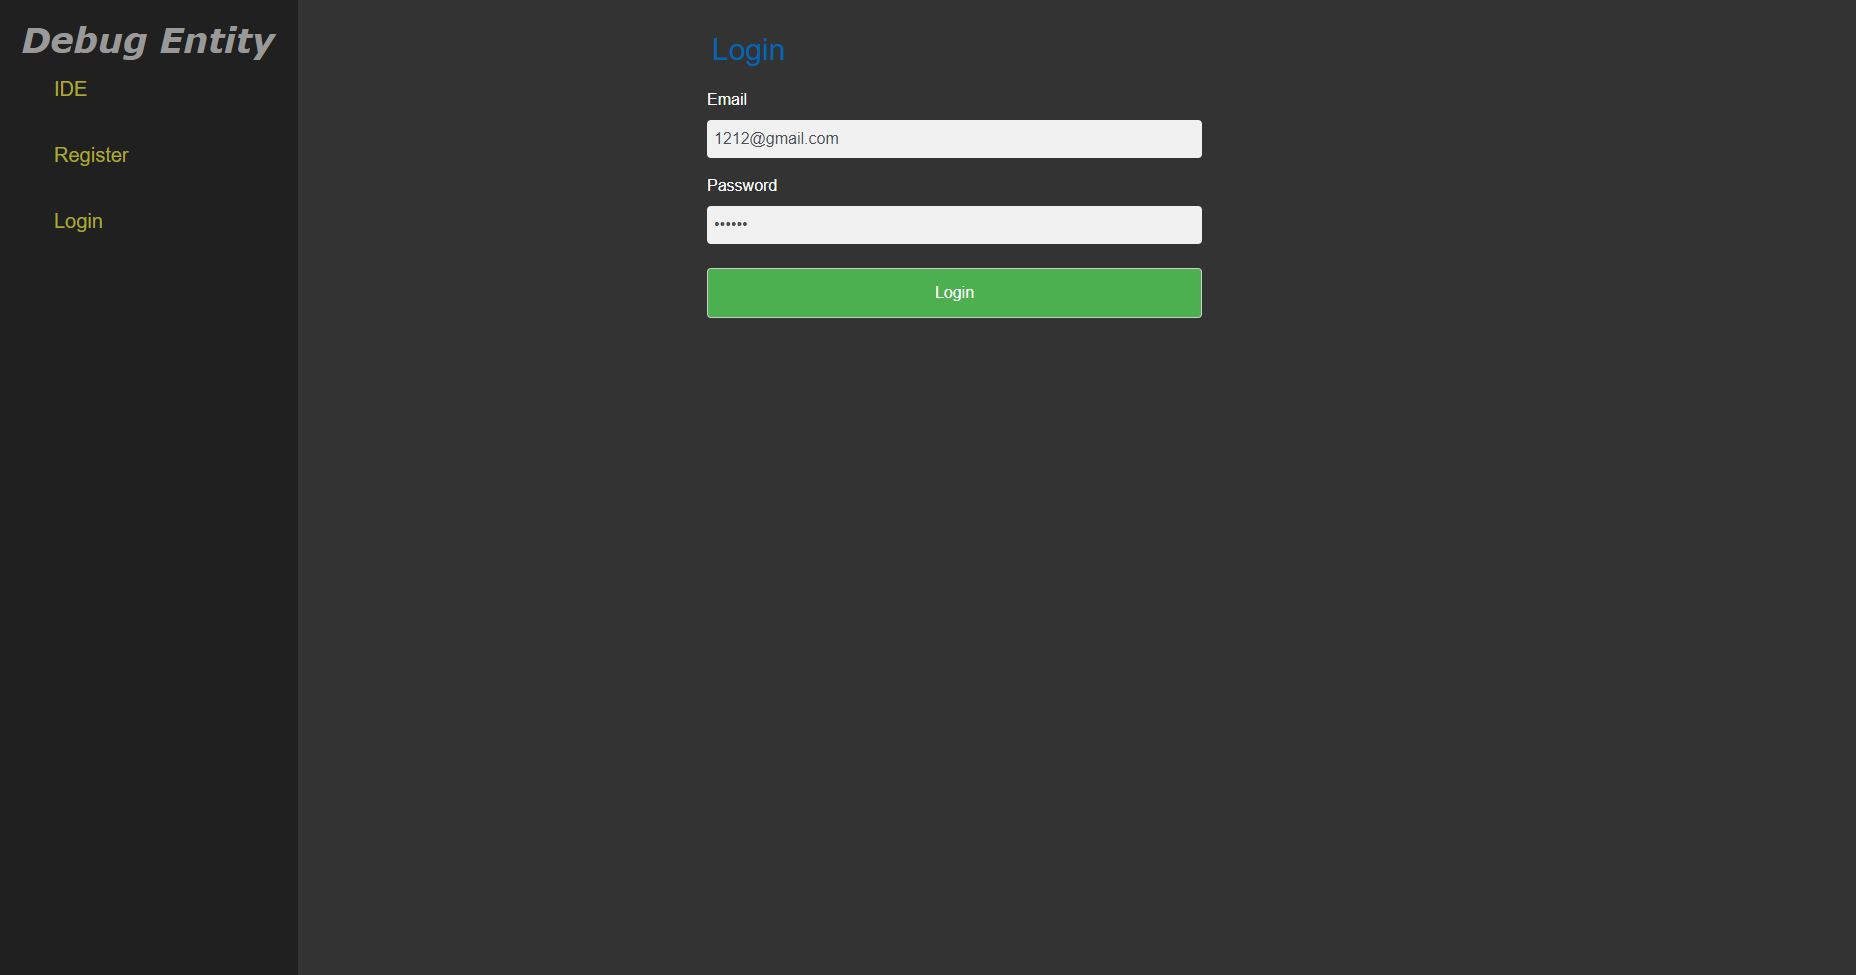 Debug Entity
IDE
Register
Login
Login
Email
1212@gmail.com
Password
••••••
Login